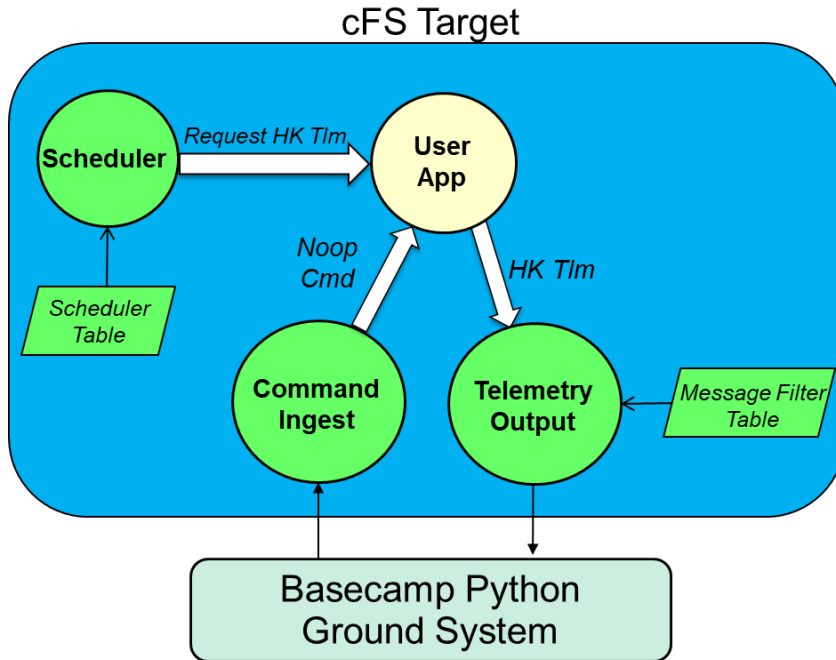 cFS Target
Scheduler
Request HK Tlm
User
App
Noop
Cmd
HK Tlm
Scheduler
Table
Command
Ingest
Telemetry
Output
Message Filter
Table
Basecamp Python
Ground System